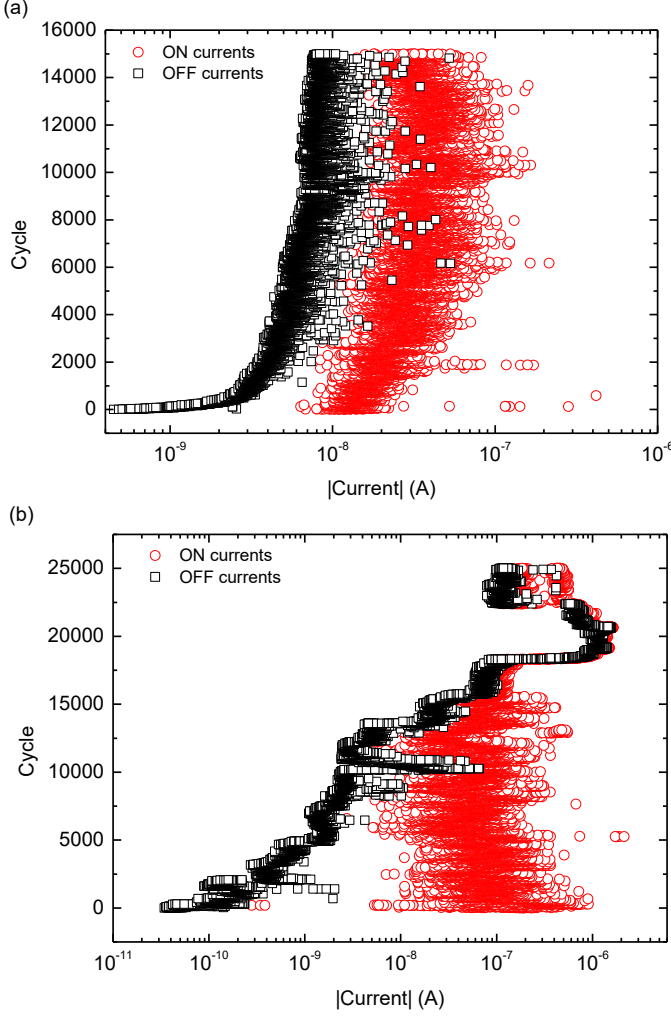 (a)
ON currents
OFF currents
16000
14000
12000
10000
8000
6000
4000
2000
0
Cycle
10⁻⁹ 10⁻⁸ 10⁻⁷ 10⁻⁶
|Current| (A)
(b)
ON currents
OFF currents
25000
20000
15000
10000
5000
0
Cycle
10⁻¹¹ 10⁻¹⁰ 10⁻⁹ 10⁻⁸ 10⁻⁷ 10⁻⁶
|Current| (A)